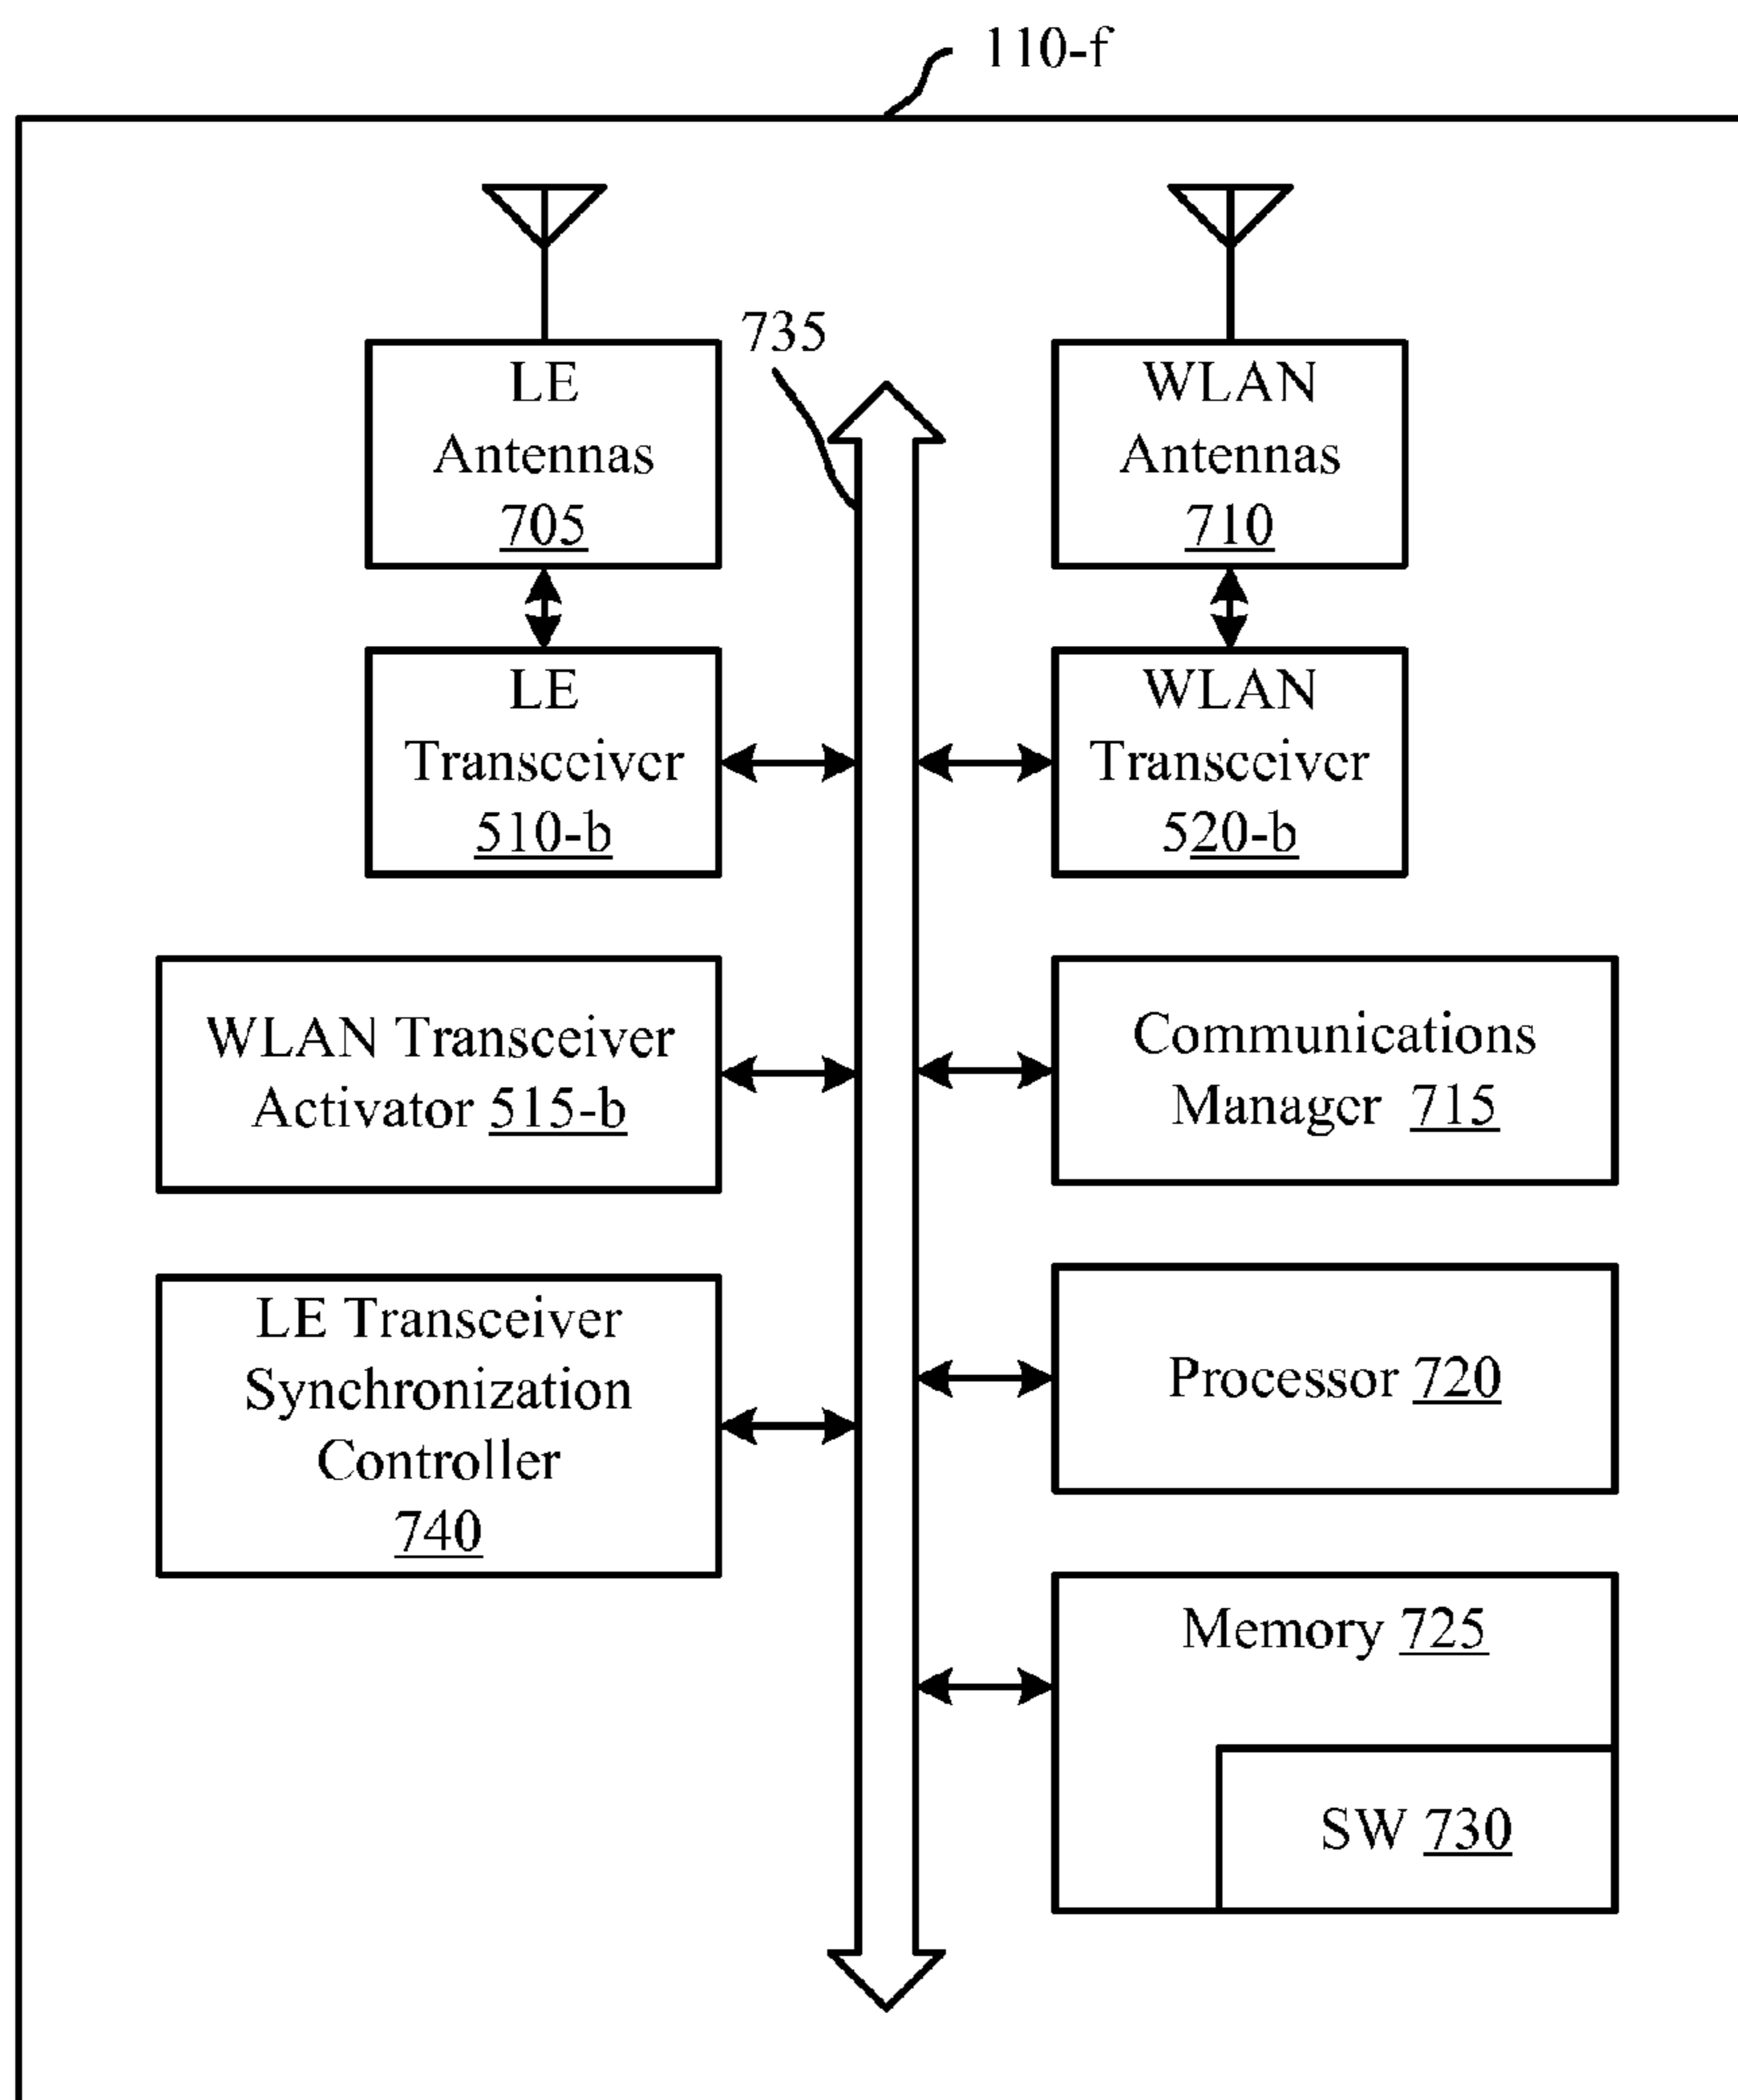 110-f
LE
Antennas
705
735
WLAN
Antennas
710
LE
Transceiver
510-b
WLAN
Transceiver
520-b
WLAN Transceiver
Activator 515-b
Communications
Manager 715
LE Transceiver
Synchronization
Controller
740
Processor 720
Memory 725
SW 730